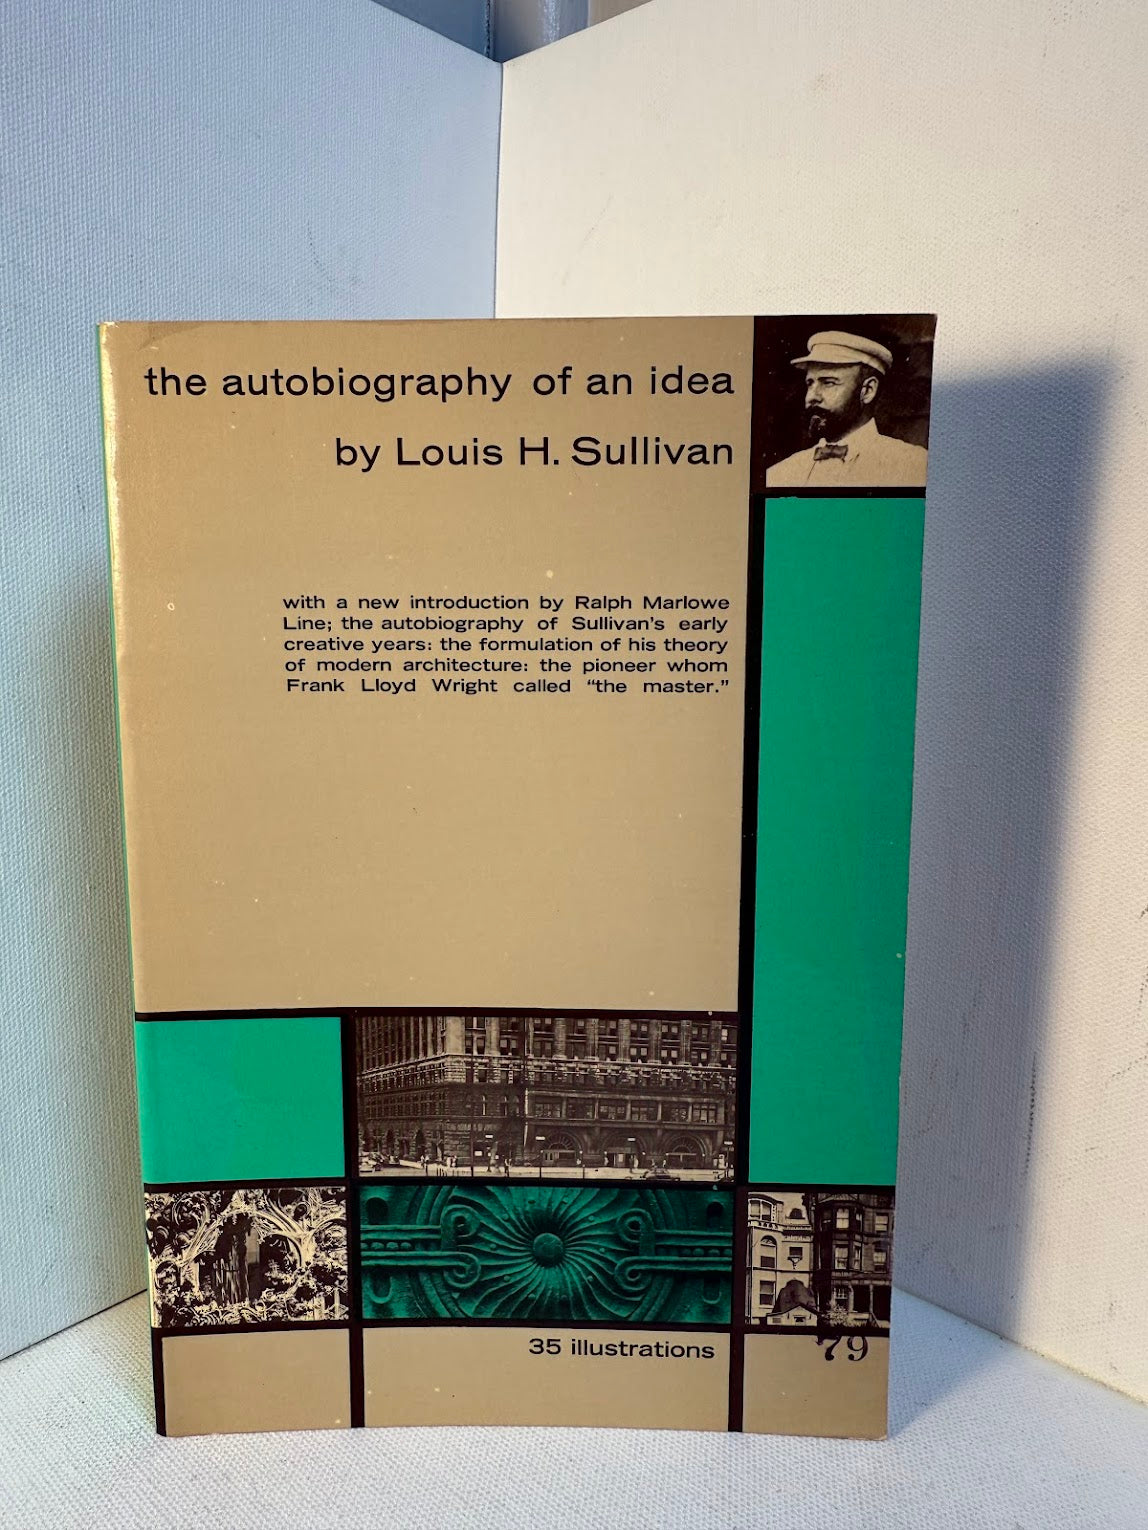 the autobiography of an idea
by Louis H. Sullivan
with a new introduction by Ralph Marlowe
Line; the autobiography of Sullivan's early
creative years: the formulation of his theory
of modern architecture: the pioneer whom
Frank Lloyd Wright called “the master.”
35 illustrations
79